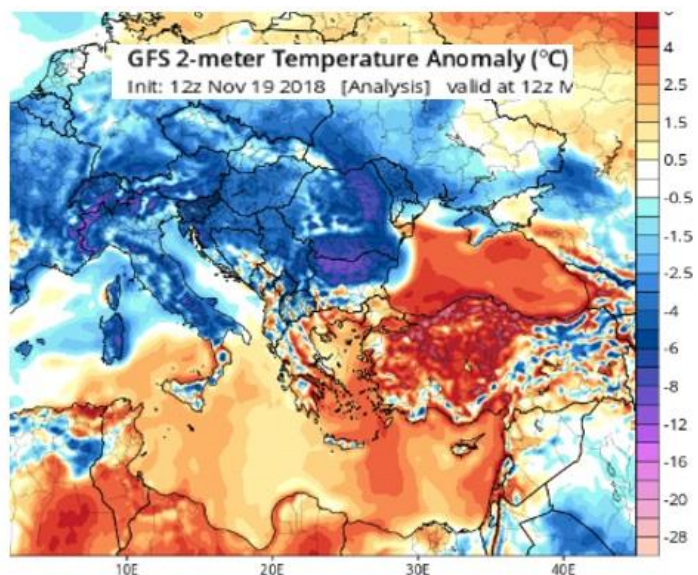 GFS 2-meter Temperature Anomaly (°C)
Init: 12z Nov 19 2018 [Analysis] valid at 12z
4
2.5
1.5
0.5
-0.5
-1.5
-2.5
-4
-6
-8
-12
-16
-20
-28
10E
20E
30E
40E